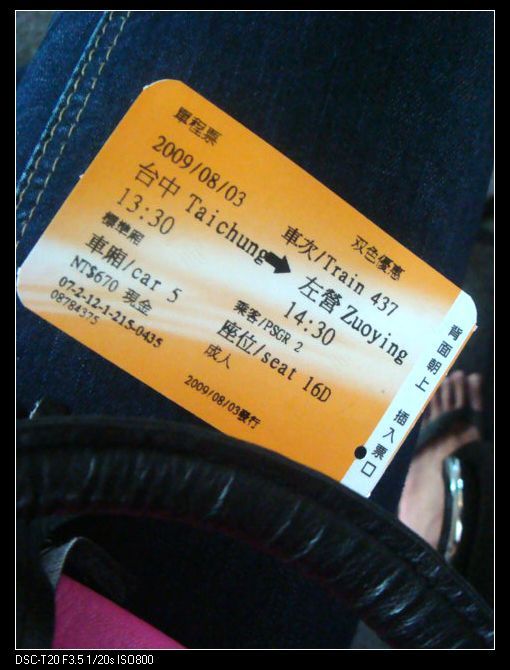 單程票
2009/08/03
双色優惠
台中 Taichung
車次/Train 437
左營 Zuoying
13:30
14:30
標準廂
車廂/car 5
乘客/PSGR 2
NT$670 現金
座位/seat 16D
07-2-12-1-215-0435
成人
08784375
2009/08/03發行
背面朝上 插入票口
DSC-T20 F3.5 1/20s ISO800